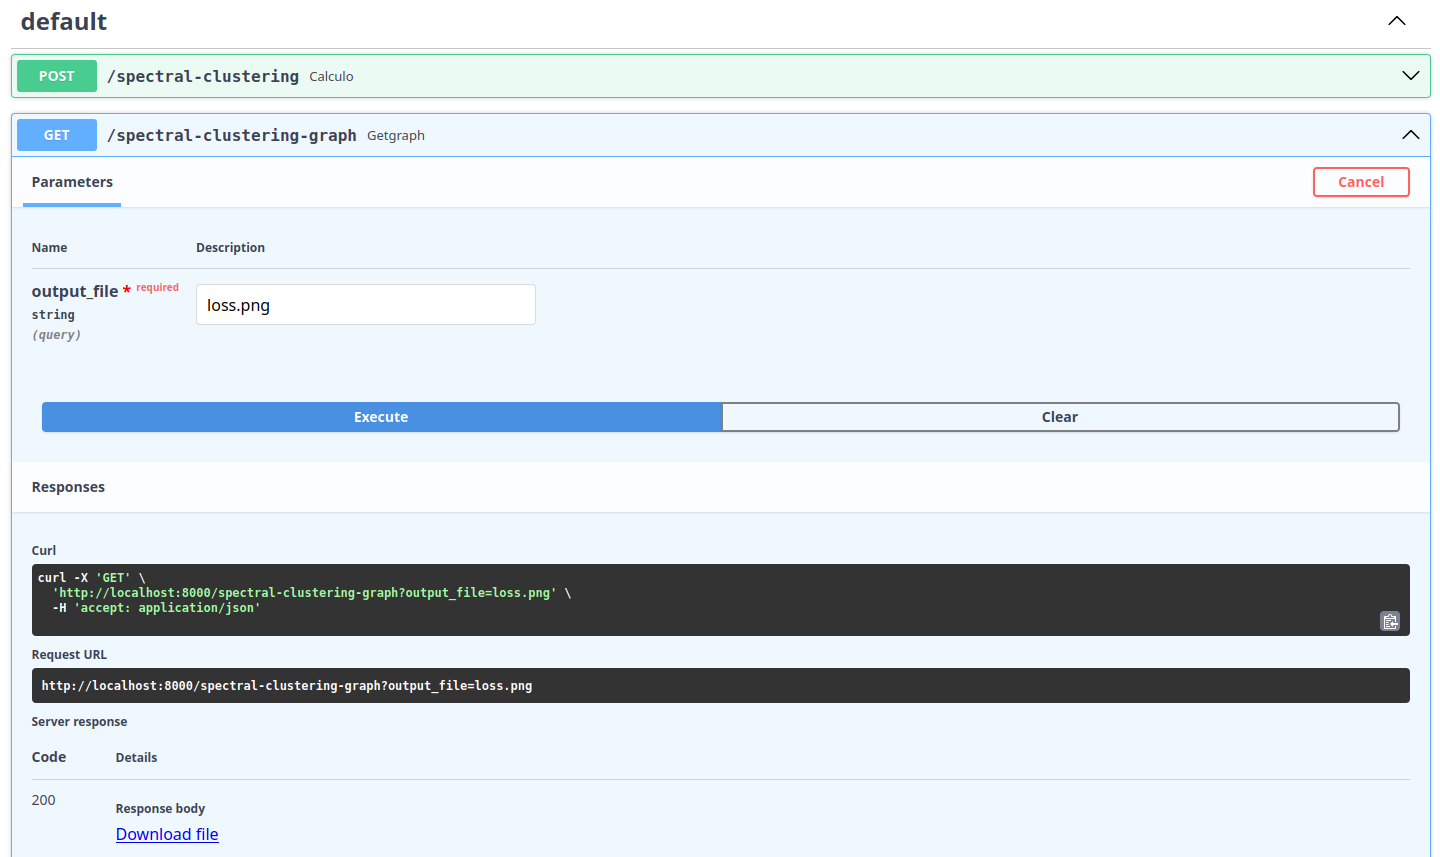 default
POST /spectral-clustering Calculo
GET /spectral-clustering-graph Getgraph
Parameters Cancel
Name Description
output_file * required loss.png
string
(query)
Execute Clear
Responses
Curl
curl -X 'GET' \
'http://localhost:8000/spectral-clustering-graph?output_file=loss.png' \
-H 'accept: application/json'
Request URL
http://localhost:8000/spectral-clustering-graph?output_file=loss.png
Server response
Code Details
200 Response body
Download file